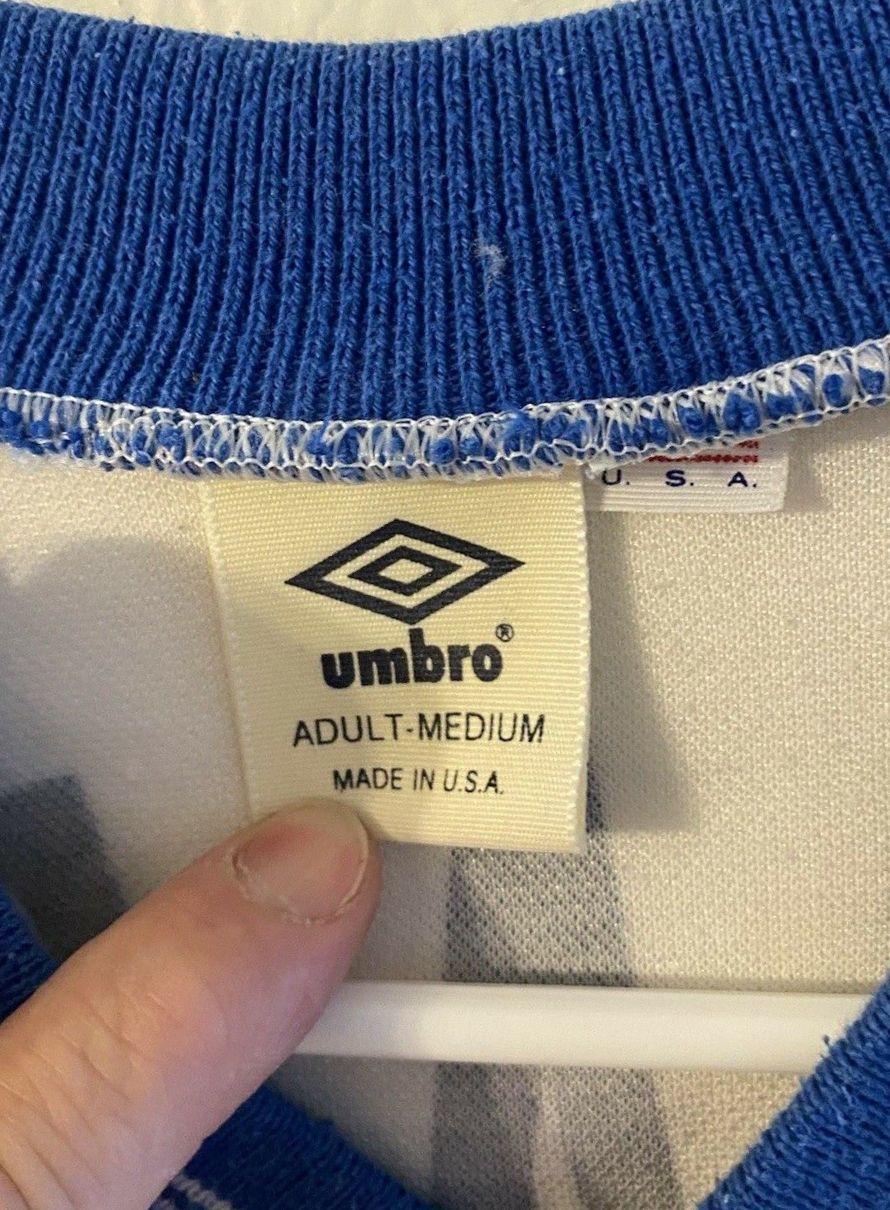 U. S. A.
umbro®
ADULT-MEDIUM
MADE IN U.S.A.